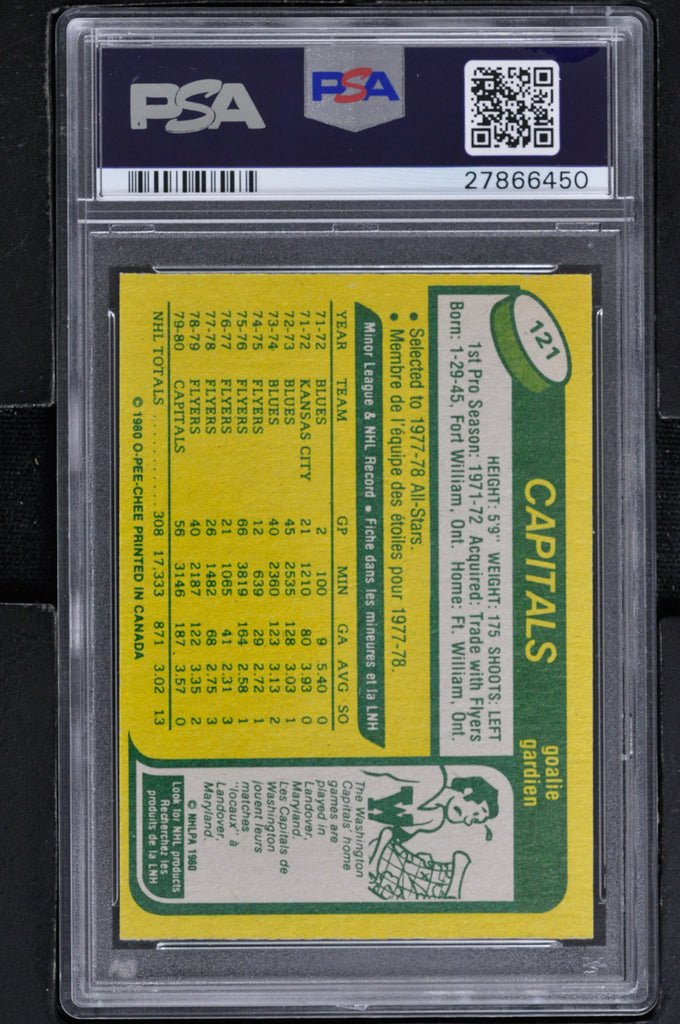 PSA
PSA
27866450
121
CAPITALS
goalie
gardien
HEIGHT: 5'9" WEIGHT: 175 SHOOTS: LEFT
1st Pro Season: 1971-72 Acquired: Trade with Flyers
Born: 1-29-45, Fort William, Ont. Home: Ft. William, Ont.
• Selected to 1977-78 All-Stars.
• Membre de l'équipe des étoiles pour 1977-78.
Minor League & NHL Record • Fiche dans les mineures et la LNH
YEAR TEAM GP MIN GA AVG SO
71-72 BLUES 2 100 9 5.40 0
71-72 KANSAS CITY 21 1210 80 3.93 0
72-73 BLUES 45 2535 128 3.03 1
73-74 BLUES 40 2360 123 3.13 2
74-75 FLYERS 12 639 29 2.72 1
75-76 FLYERS 66 3819 164 2.58 1
76-77 FLYERS 21 1065 41 2.31 3
77-78 FLYERS 26 1482 68 2.75 3
78-79 FLYERS 40 2187 122 3.35 2
79-80 CAPITALS 56 3146 187 3.57 0
NHL TOTALS . . . . . . . . . . 308 17,333 871 3.02 13
© 1980 O-PEE-CHEE PRINTED IN CANADA
W
The Washington
Capitals' home
games are
played in
Landover,
Maryland.
Les Capitals de
Washington
jouent leurs
matches
"locaux" à
Landover,
Maryland.
© NHLPA 1980
Look for NHL products
Recherchez les
produits de la LNH